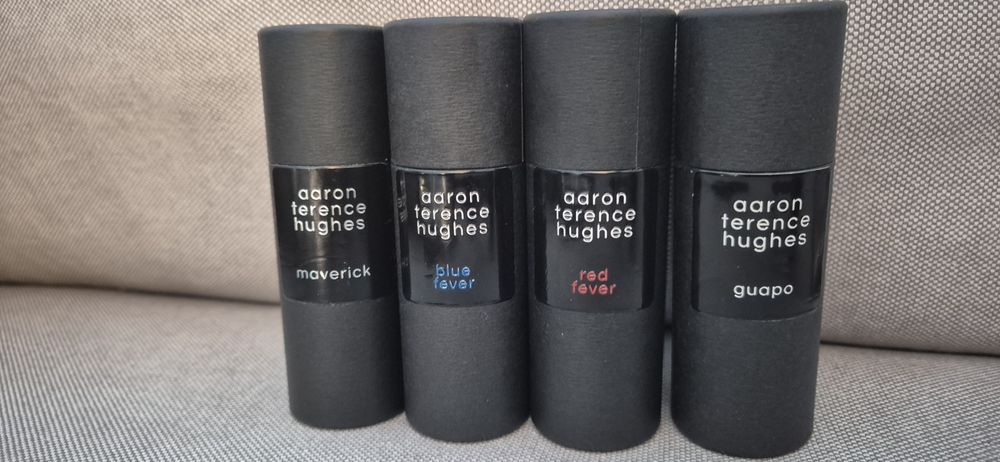 aaron
terence
hughes
maverick
aaron
terence
hughes
blue
fever
aaron
terence
hughes
red
fever
aaron
terence
hughes
guapo